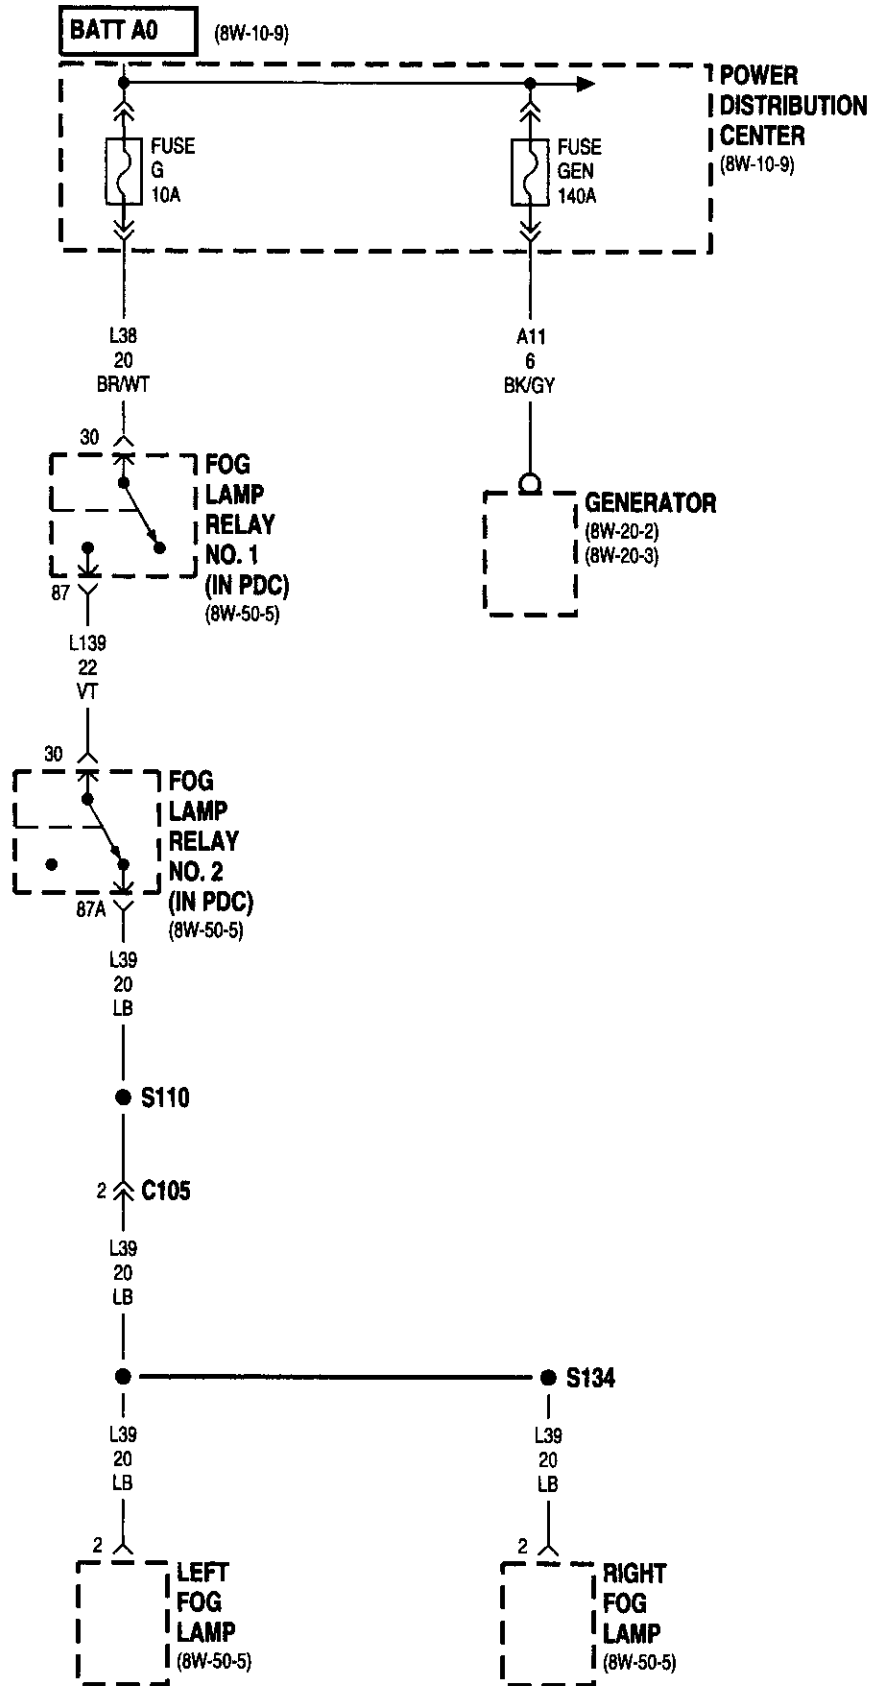 BATT A0
(8W-10-9)
POWER
DISTRIBUTION
CENTER
(8W-10-9)
FUSE
G
10A
FUSE
GEN
140A
L38
20
BR/WT
A11
6
BK/GY
30
FOG
LAMP
RELAY
NO. 1
(IN PDC)
(8W-50-5)
87
GENERATOR
(8W-20-2)
(8W-20-3)
L139
22
VT
30
FOG
LAMP
RELAY
NO. 2
(IN PDC)
(8W-50-5)
87A
L39
20
LB
S110
2
C105
L39
20
LB
S134
L39
20
LB
L39
20
LB
2
LEFT
FOG
LAMP
(8W-50-5)
2
RIGHT
FOG
LAMP
(8W-50-5)